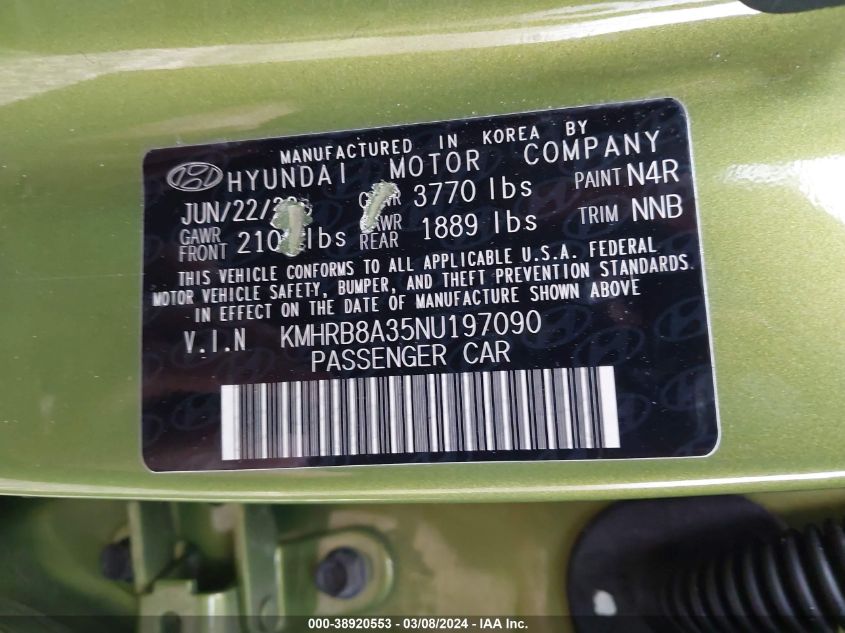 MANUFACTURED IN KOREA BY
HYUNDAI MOTOR COMPANY
JUN/22/ 3770 lbs PAINT N4R
GAWR FRONT lbs REAR 1889 lbs TRIM NNB
THIS VEHICLE CONFORMS TO ALL APPLICABLE U.S.A. FEDERAL
MOTOR VEHICLE SAFETY, BUMPER, AND THEFT PREVENTION STANDARDS
IN EFFECT ON THE DATE OF MANUFACTURE SHOWN ABOVE
V.I.N KMHRB8A35NU197090
PASSENGER CAR
000-38920553 - 03/08/2024 - IAA Inc.